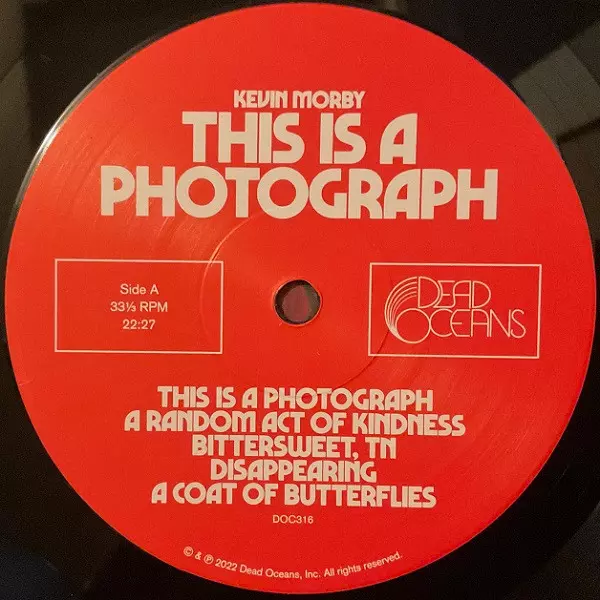 KEVIN MORBY
THIS IS A
PHOTOGRAPH
Side A
33⅓ RPM
22:27
DEAD
OCEANS
THIS IS A PHOTOGRAPH
A RANDOM ACT OF KINDNESS
BITTERSWEET, TN
DISAPPEARING
A COAT OF BUTTERFLIES
DOC316
© & ℗ 2022 Dead Oceans, Inc. All rights reserved.